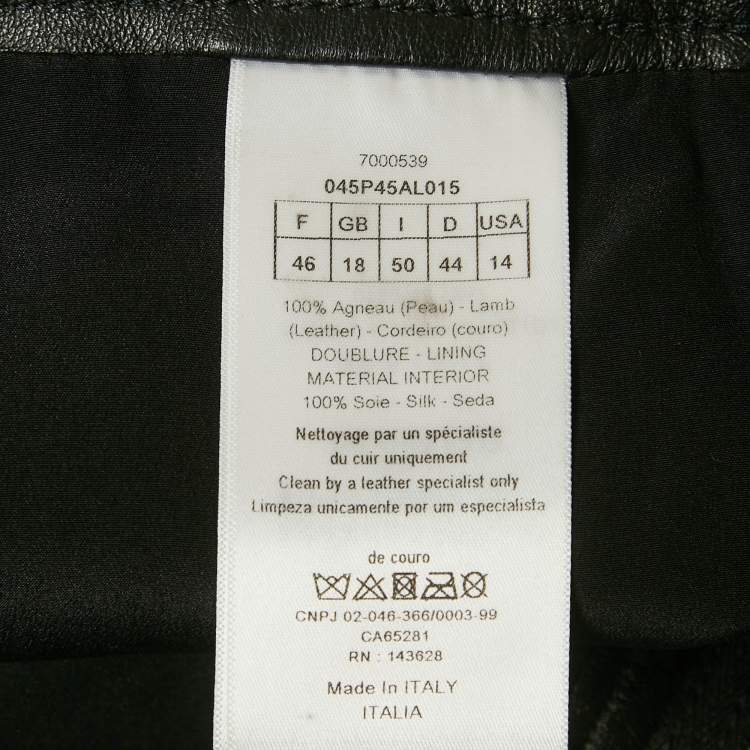 7000539
045P45AL015
F GB I D USA
46 18 50 44 14
100% Agneau (Peau) - Lamb
(Leather) - Cordeiro (couro)
DOUBLURE - LINING
MATERIAL INTERIOR
100% Soie - Silk - Seda
Nettoyage par un spécialiste
du cuir uniquement
Clean by a leather specialist only
Limpeza unicamente por um especialista
de couro
CNPJ 02-046-366/0003-99
CA65281
RN : 143628
Made In ITALY
ITALIA